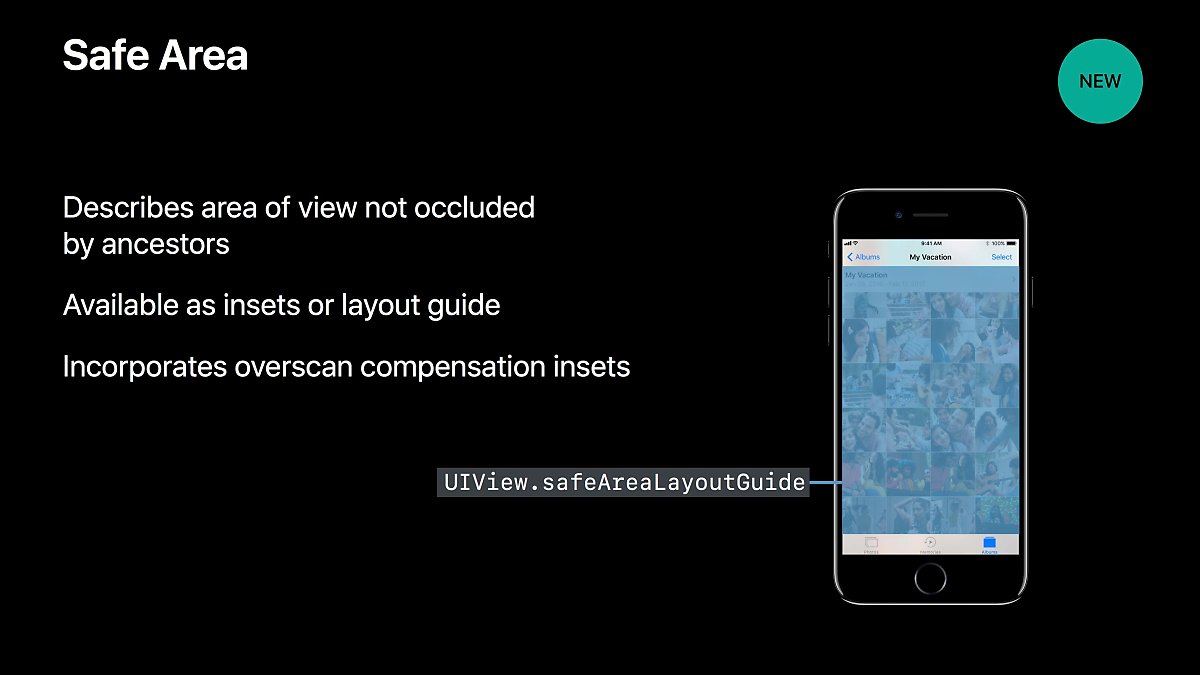 Safe Area
NEW
Describes area of view not occluded
by ancestors
Available as insets or layout guide
Incorporates overscan compensation insets
UIView.safeAreaLayoutGuide
9:41 AM
100%
Albums
My Vacation
Select
My Vacation
Photos
Memories
Albums